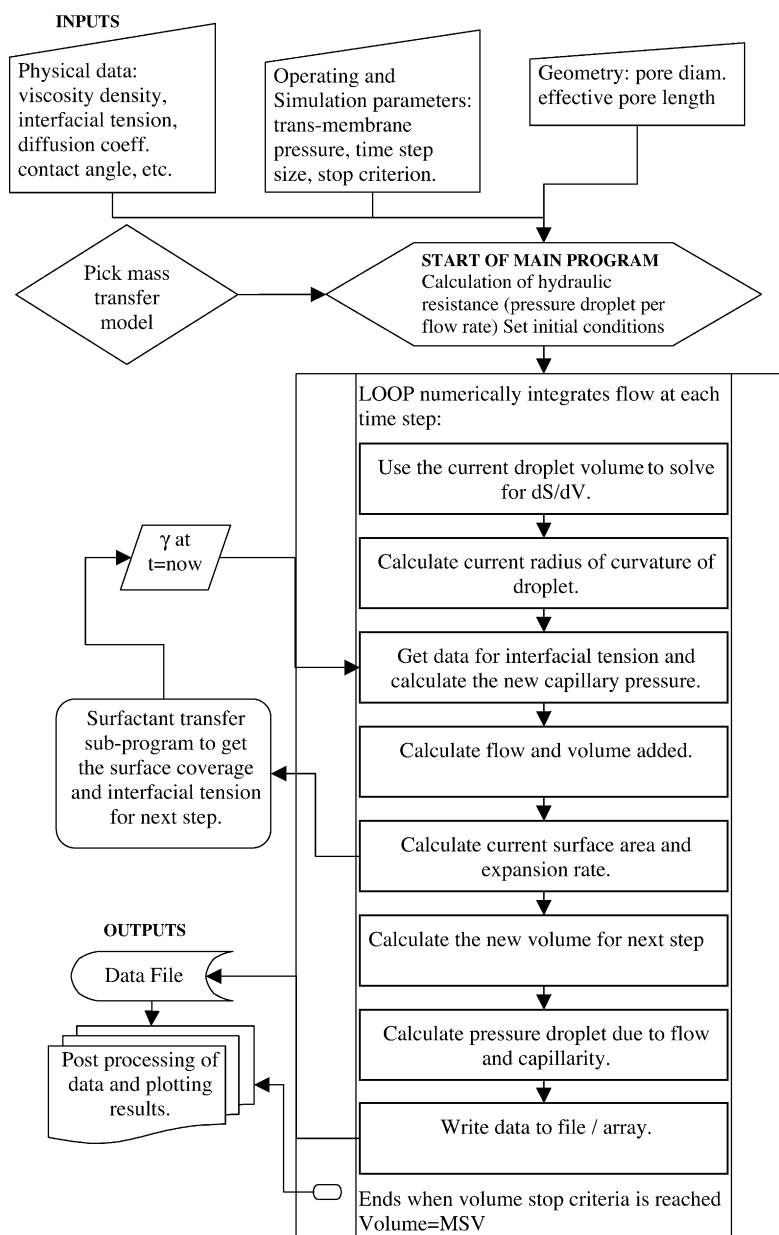 INPUTS
Physical data:
viscosity density,
interfacial tension,
diffusion coeff.
contact angle, etc.
Operating and
Simulation parameters:
trans-membrane
pressure, time step
size, stop criterion.
Geometry: pore diam.
effective pore length
Pick mass
transfer
model
START OF MAIN PROGRAM
Calculation of hydraulic
resistance (pressure droplet per
flow rate) Set initial conditions
LOOP numerically integrates flow at each
time step:
Use the current droplet volume to solve
for dS/dV.
γ at
t=now
Calculate current radius of curvature of
droplet.
Get data for interfacial tension and
calculate the new capillary pressure.
Surfactant transfer
sub-program to get
the surface coverage
and interfacial tension
for next step.
Calculate flow and volume added.
Calculate current surface area and
expansion rate.
Calculate the new volume for next step
OUTPUTS
Data File
Calculate pressure droplet due to flow
and capillarity.
Post processing of
data and plotting
results.
Write data to file / array.
Ends when volume stop criteria is reached
Volume=MSV